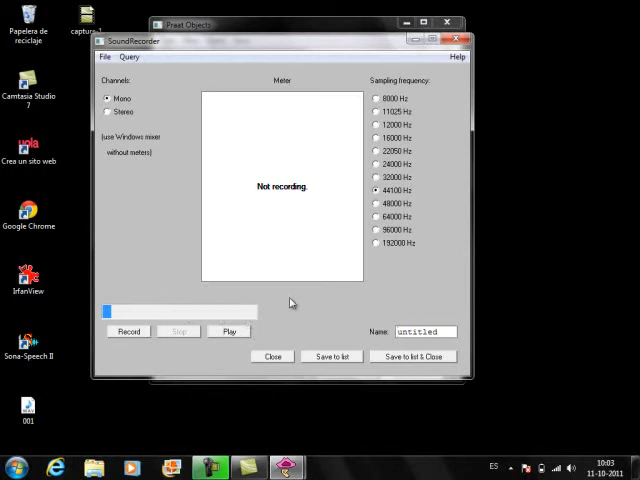 Papelera de
reciclaje
captura_1
Praat Objects
SoundRecorder
File Query Help
Channels:
Mono
Stereo
(use Windows mixer
without meters)
Meter
Not recording.
Sampling frequency:
8000 Hz
11025 Hz
12000 Hz
16000 Hz
22050 Hz
24000 Hz
32000 Hz
44100 Hz
48000 Hz
64000 Hz
96000 Hz
192000 Hz
Record Stop Play
Name: untitled
Close Save to list Save to list & Close
Camtasia Studio
7
uola
Crea un sito web
Google Chrome
IrfanView
Sona-Speech II
WAV
001
ES
10:03
11-10-2011